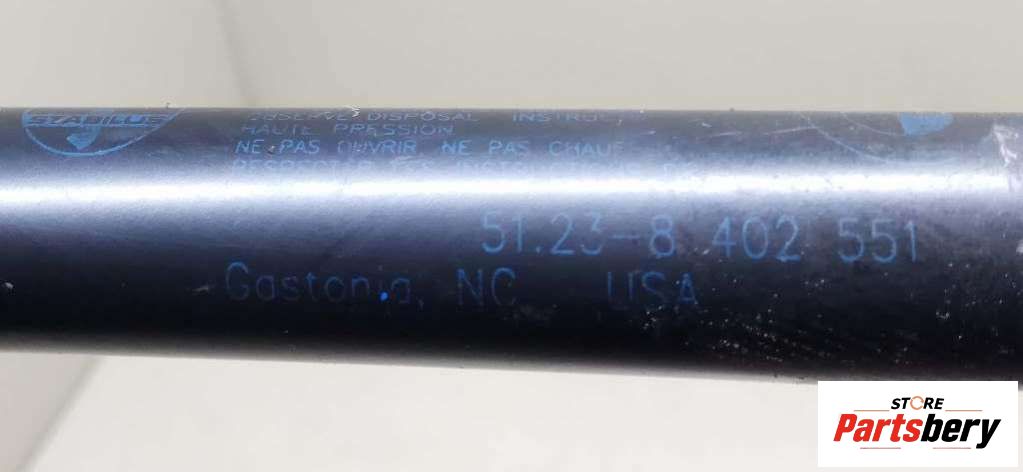 STABILUS
OBSERVE DISPOSAL INSTRUC
HAUTE PRESSION
NE PAS OUVRIR NE PAS CHAUF
51.23-8 402 551
Gastonia, NC USA
STORE
Partsbery